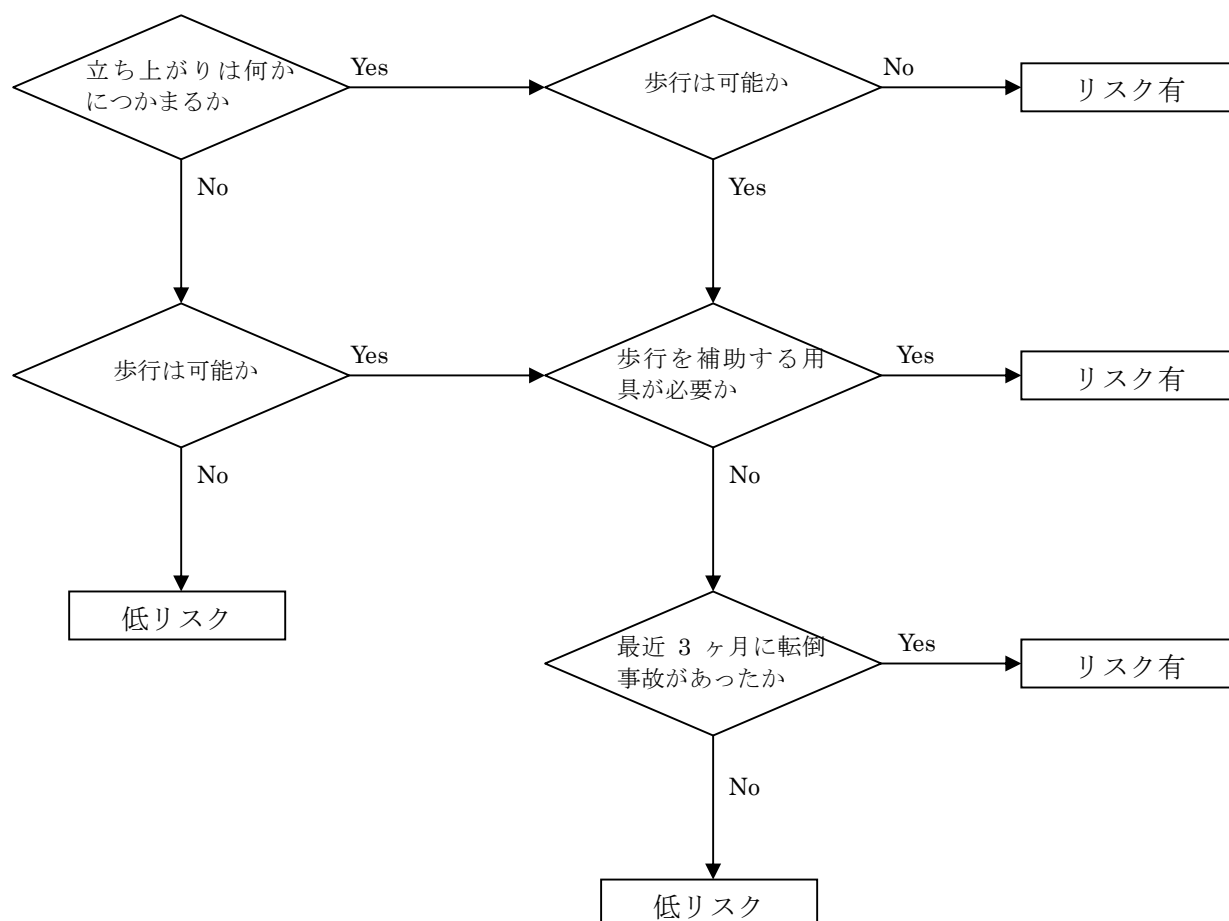 立ち上がりは何か
につかまるか
Yes
歩行は可能か
No
リスク有
No
Yes
歩行は可能か
Yes
歩行を補助する用
具が必要か
Yes
リスク有
No
No
低リスク
最近 3 ヶ月に転倒
事故があったか
Yes
リスク有
No
低リスク